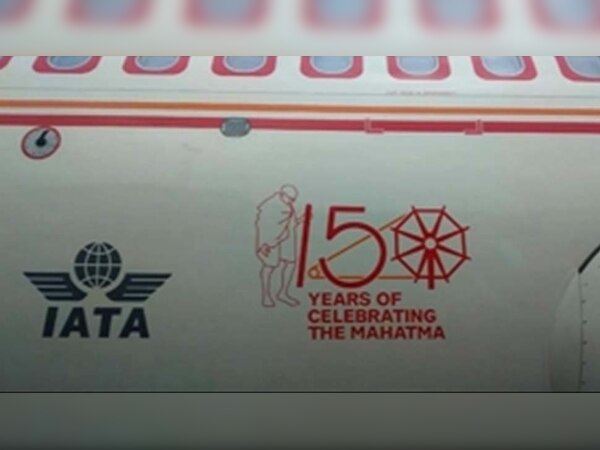 IATA
150
YEARS OF
CELEBRATING
THE MAHATMA